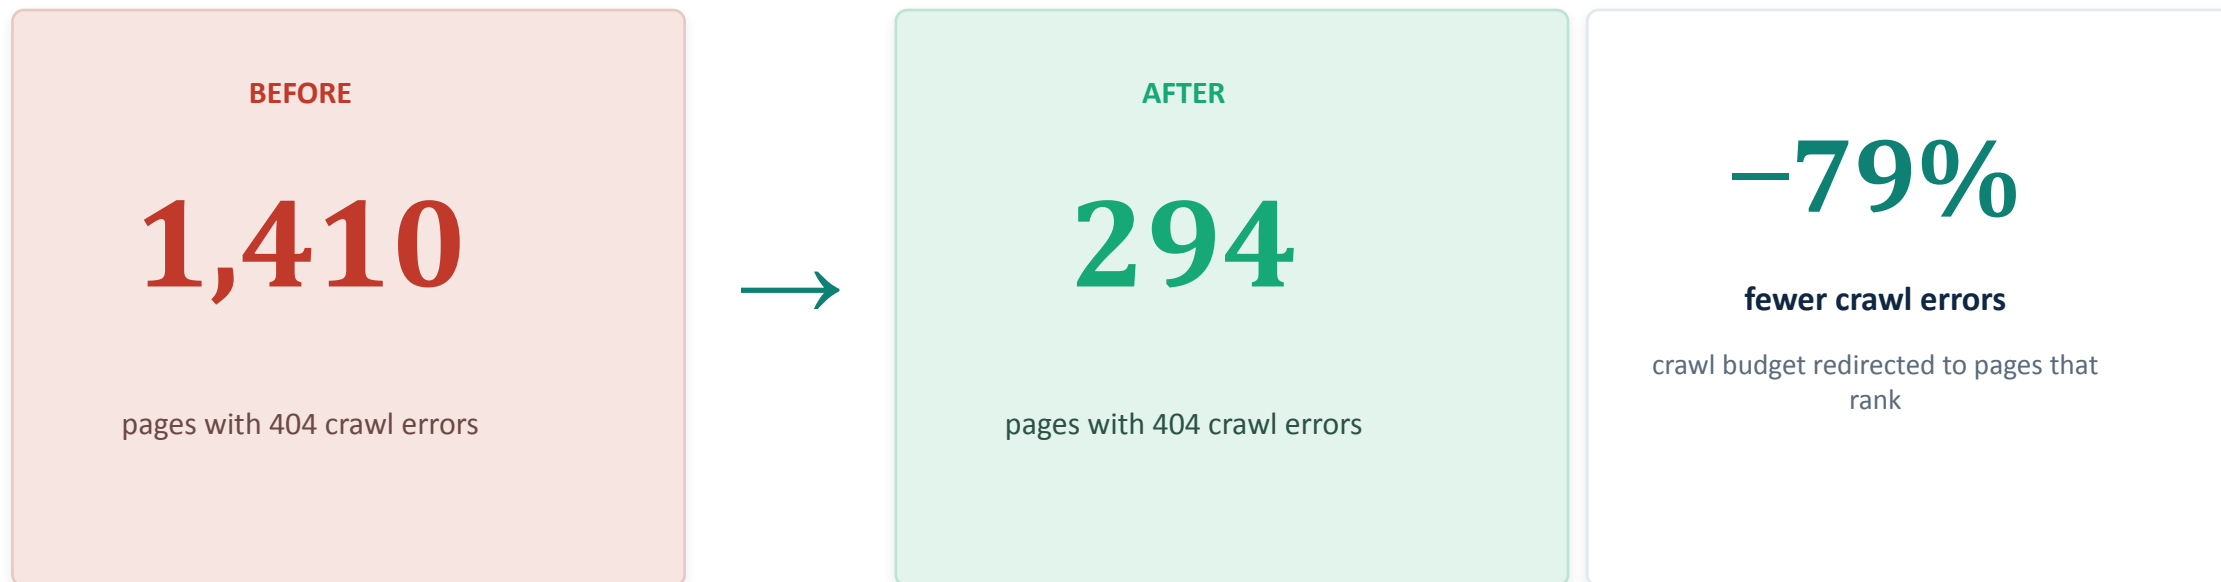 BEFORE
1,410
pages with 404 crawl errors
→
AFTER
294
pages with 404 crawl errors
–79%
fewer crawl errors
crawl budget redirected to pages that
rank